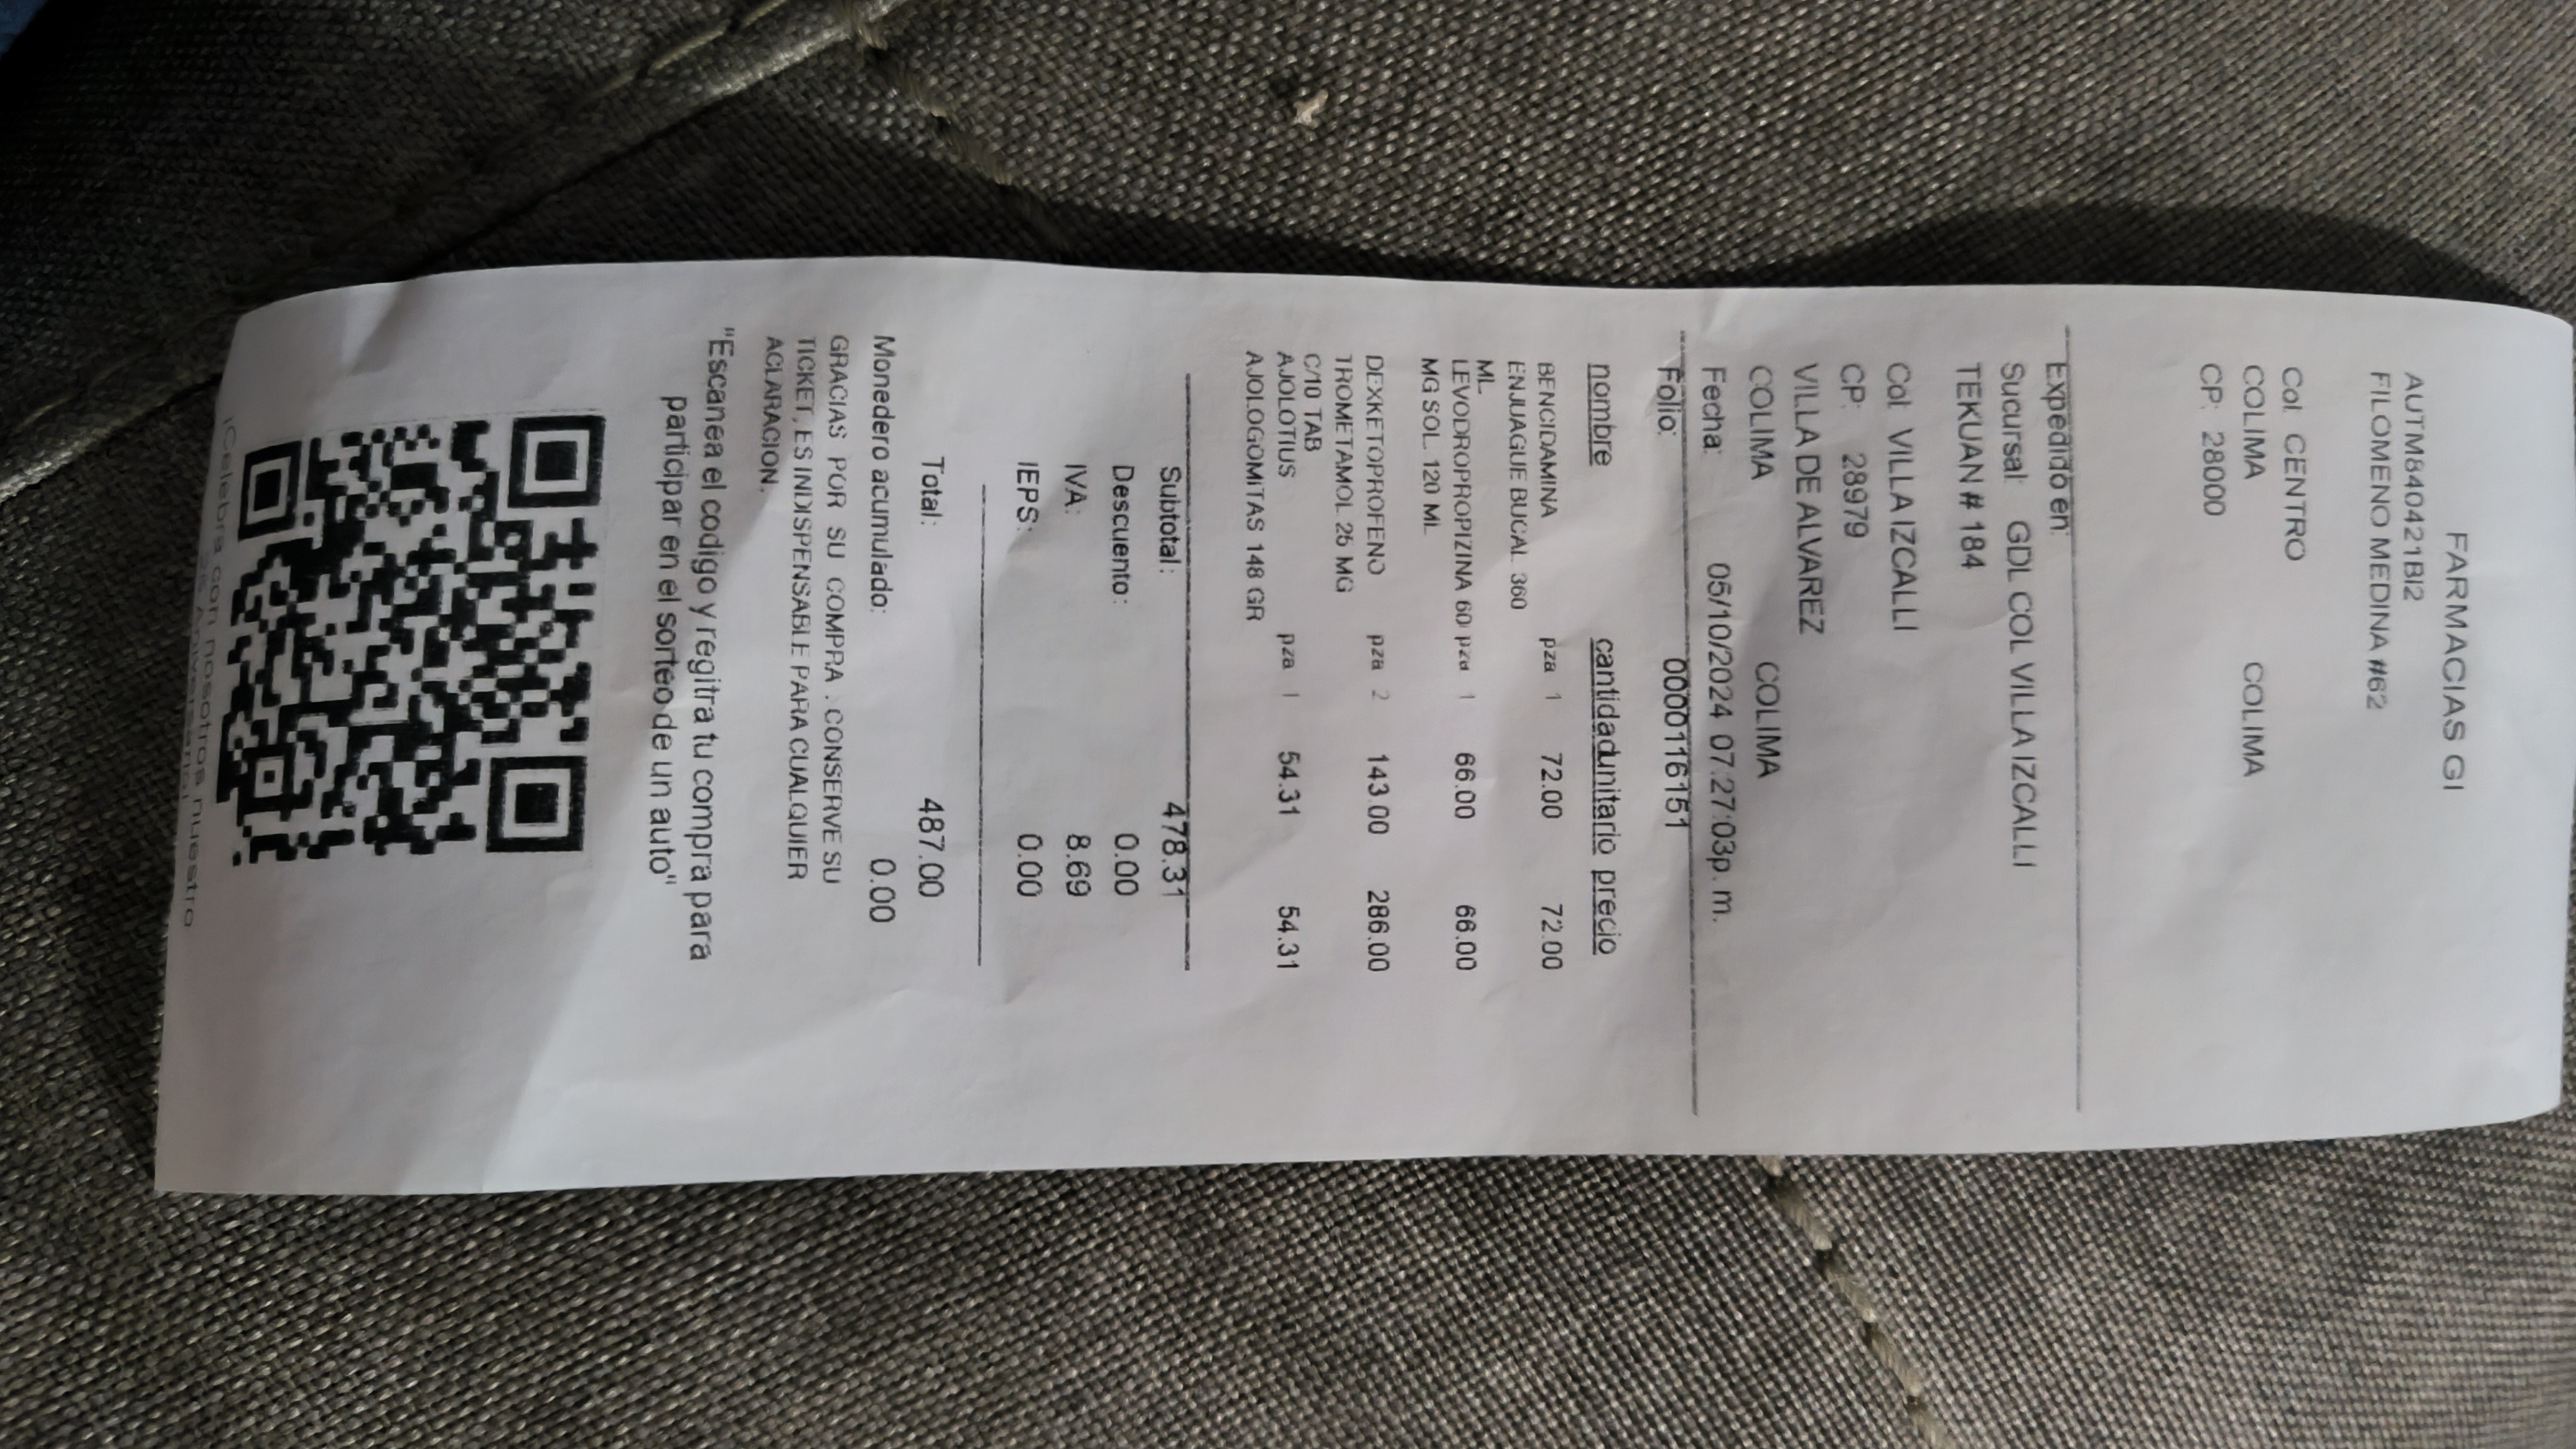 FARMACIAS GI
AUTM840421BI2
FILOMENO MEDINA #62
Col. CENTRO
COLIMA COLIMA
CP: 28000
Expedido en:
Sucursal: GDL COL VILLA IZCALLI
TEKUAN # 184
Col. VILLA IZCALLI
CP: 28979
VILLA DE ALVAREZ
COLIMA COLIMA
Fecha: 05/10/2024 07:27:03p. m.
Folio: 0000116151
nombre cantidadunitario precio
BENCIDAMINA pza 1 72.00 72.00
ENJUAGUE BUCAL 360
ML
LEVODROPROPIZINA 60 pza 1 66.00 66.00
MG SOL. 120 ML
DEXKETOPROFENO pza 2 143.00 286.00
TROMETAMOL 25 MG
C/10 TAB
AJOLOTIUS pza 1 54.31 54.31
AJOLOGOMITAS 148 GR
Subtotal: 478.31
Descuento: 0.00
IVA: 8.69
IEPS: 0.00
Total: 487.00
Monedero acumulado: 0.00
GRACIAS POR SU COMPRA . CONSERVE SU
TICKET, ES INDISPENSABLE PARA CUALQUIER
ACLARACION.
"Escanea el codigo y regitra tu compra para
participar en el sorteo de un auto"
¡Celebra con nosotros nuestro
aniversario!